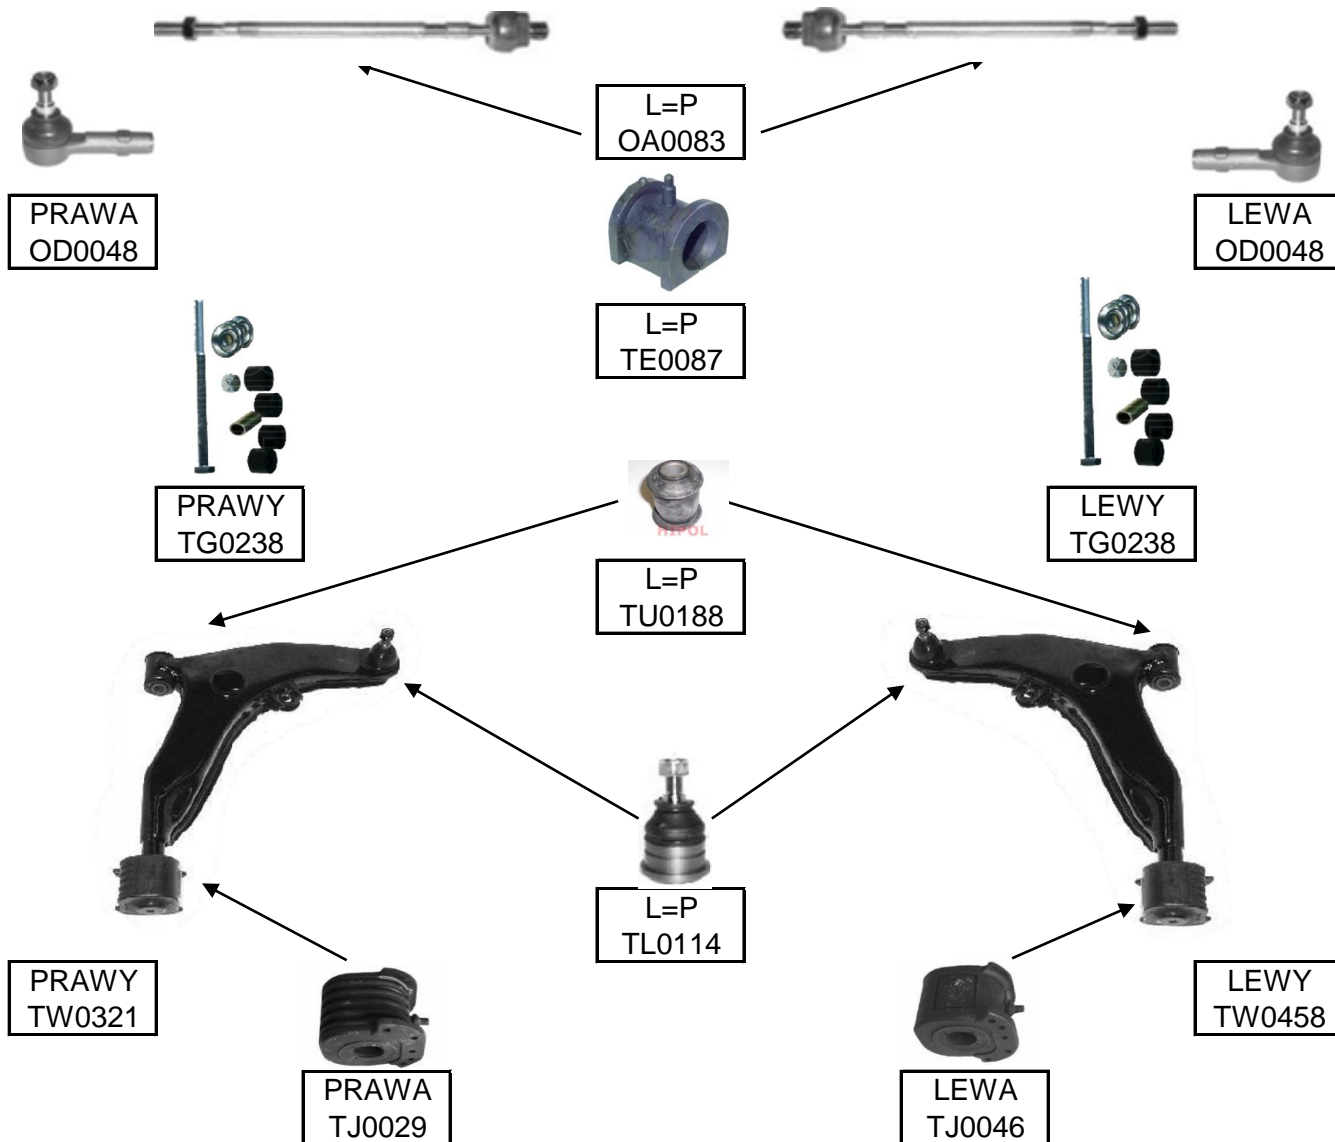 L=P
OA0083
PRAWA
OD0048
LEWA
OD0048
L=P
TE0087
PRAWY
TG0238
LEWY
TG0238
HIPOL
L=P
TU0188
L=P
TL0114
PRAWY
TW0321
LEWY
TW0458
PRAWA
TJ0029
LEWA
TJ0046